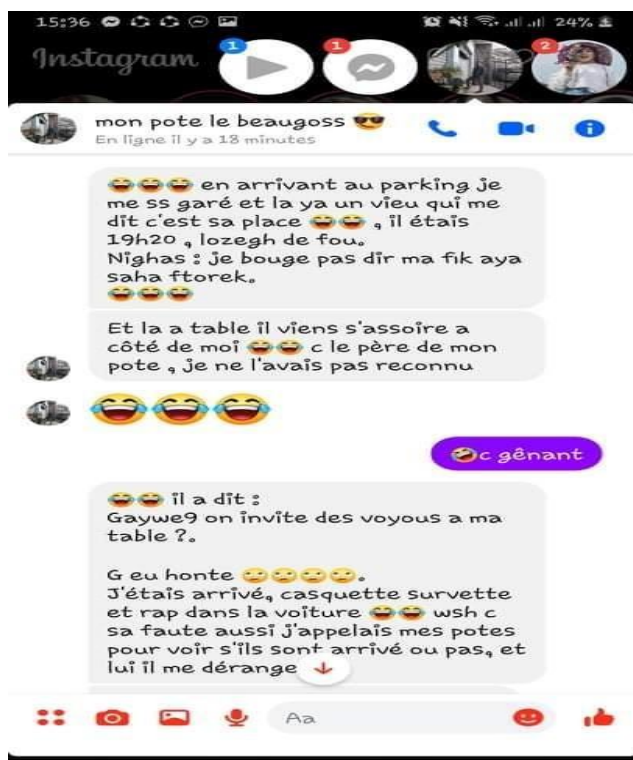 15:36
24%
Instagram
1
1
2
mon pote le beaugoss 😎
En ligne il y a 18 minutes
😂😂😂 en arrivant au parking je
me ss garé et la ya un vieu qui me
dit c'est sa place 😂😂 , il étais
19h20 , lozegh de fou.
Nighas : je bouge pas dir ma fik aya
saha ftorek.
😂😂😂
Et la a table il viens s'assoire a
côté de moi 😂😂 c le père de mon
pote , je ne l'avais pas reconnu
😂😂😂
🤣c gênant
😂😂 il a dit :
Gaywe9 on invite des voyous a ma
table ?.
G eu honte 🙄🙄🙄🙄.
J'étais arrivé, casquette survette
et rap dans la voiture 😂😂 wsh c
sa faute aussi j'appelais mes potes
pour voir s'ils sont arrivé ou pas, et
lui il me dérange
Aa